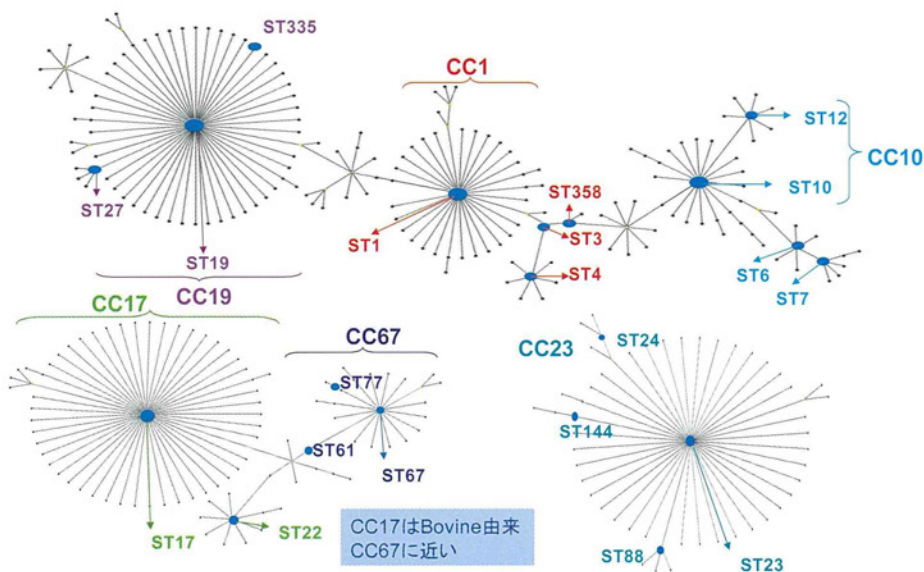 ST335
CC1
ST12
CC10
ST10
ST27
ST358
ST1
ST3
ST19
ST4
ST6
ST7
CC19
CC17
CC67
CC23
ST24
ST77
ST144
ST61
ST67
ST17
ST22
CC17はBovine由来
CC67に近い
ST88
ST23